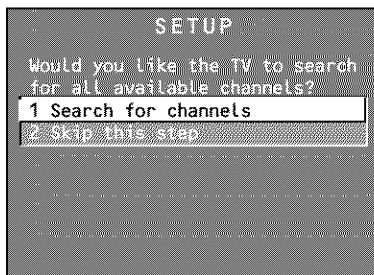 SETUP
Would you like the TV to search
for all available channels?
1 Search for channels
2 Skip this step